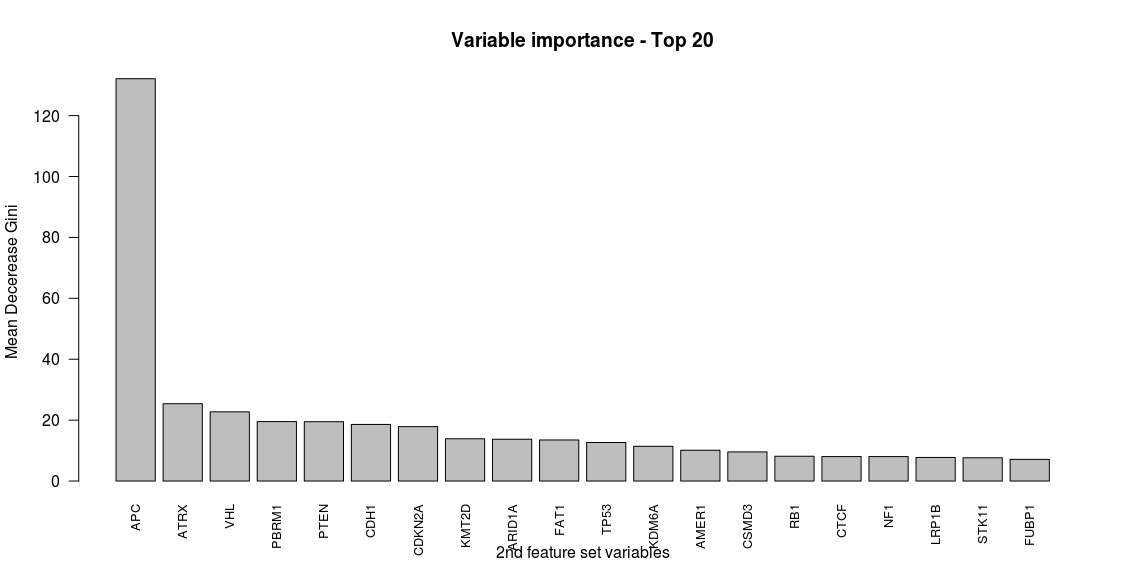 Variable importance - Top 20
Mean Decerease Gini
120
100
80
60
40
20
0
APC
ATRX
VHL
PBRM1
PTEN
CDH1
CDKN2A
KMT2D
ARID1A
FAT1
TP53
KDM6A
AMER1
CSMD3
RB1
CTCF
NF1
LRP1B
STK11
FUBP1
2nd feature set variables